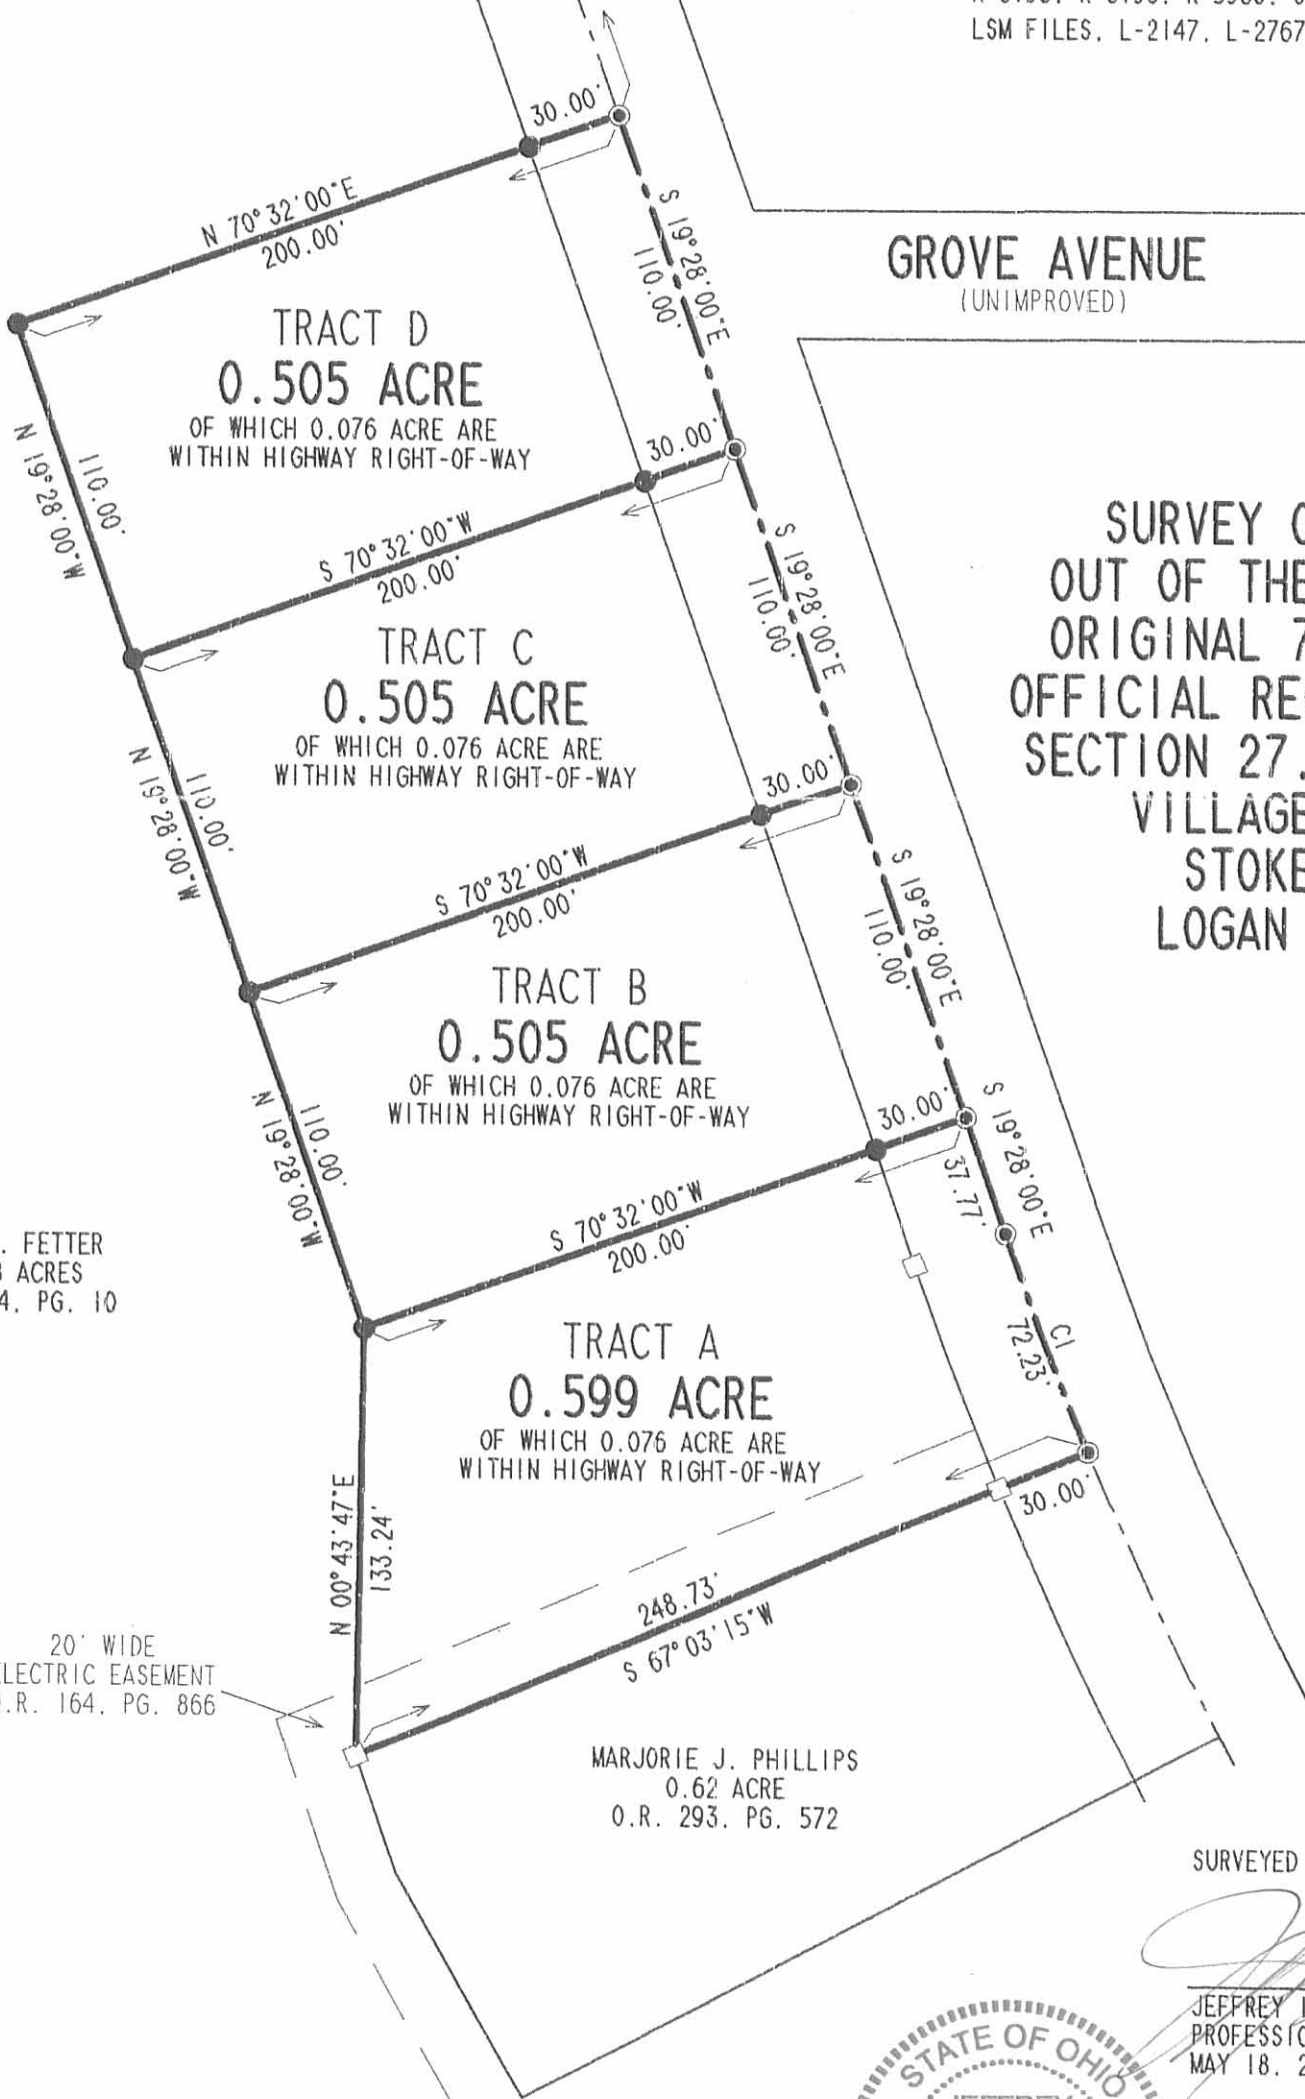 LSM FILES, L-2147, L-2767
30.00'
N 70°32'00"E
200.00'
S 19°28'00"E
110.00'
GROVE AVENUE
(UNIMPROVED)
TRACT D
0.505 ACRE
OF WHICH 0.076 ACRE ARE
WITHIN HIGHWAY RIGHT-OF-WAY
N 19°28'00"W
110.00'
30.00'
S 70°32'00"W
200.00'
S 19°28'00"E
110.00'
SURVEY
OUT OF THE
ORIGINAL 7
OFFICIAL RE
SECTION 27,
VILLAGE
STOKE
LOGAN
TRACT C
0.505 ACRE
OF WHICH 0.076 ACRE ARE
WITHIN HIGHWAY RIGHT-OF-WAY
N 19°28'00"W
110.00'
30.00'
S 70°32'00"W
200.00'
S 19°28'00"E
110.00'
TRACT B
0.505 ACRE
OF WHICH 0.076 ACRE ARE
WITHIN HIGHWAY RIGHT-OF-WAY
N 19°28'00"W
110.00'
30.00'
S 70°32'00"W
200.00'
S 19°28'00"E
37.77'
. FETTER
ACRES
4, PG. 10
TRACT A
0.599 ACRE
OF WHICH 0.076 ACRE ARE
WITHIN HIGHWAY RIGHT-OF-WAY
C1
72.23'
30.00'
N 00°43'47"E
133.24'
248.73'
S 67°03'15"W
20' WIDE
LECTRIC EASEMENT
.R. 164, PG. 866
MARJORIE J. PHILLIPS
0.62 ACRE
O.R. 293, PG. 572
SURVEYED
JEFFREY
PROFESSIO
MAY 18, 2
STATE OF OHIO